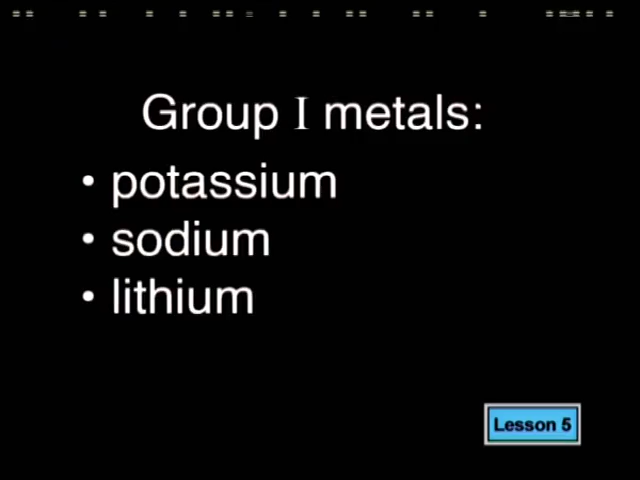 Group I metals:
• potassium
• sodium
• lithium
Lesson 5